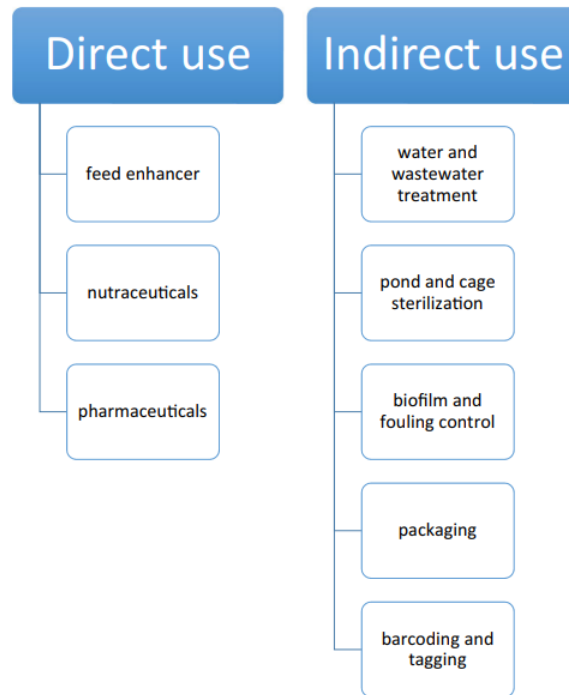 Direct use
feed enhancer
nutraceuticals
pharmaceuticals
Indirect use
water and
wastewater
treatment
pond and cage
sterilization
biofilm and
fouling control
packaging
barcoding and
tagging